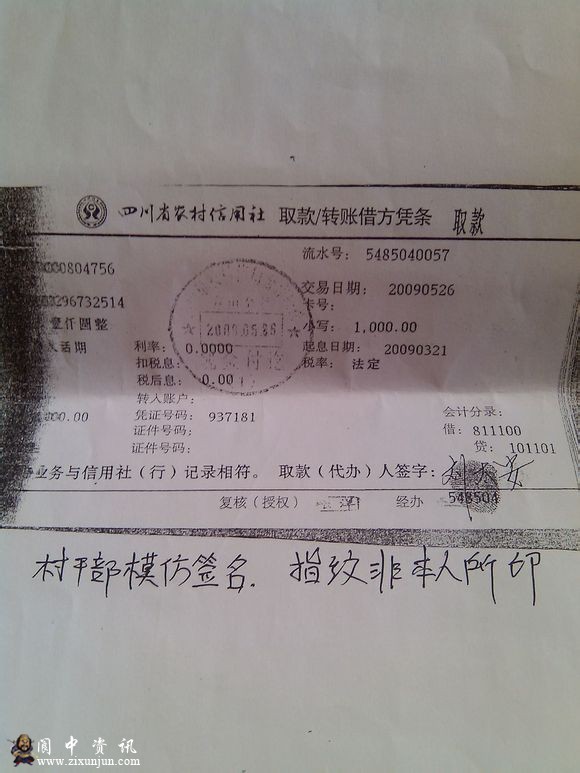 四川省农村信用社 取款/转账借方凭条 取款
流水号: 5485040057
0804756
交易日期: 20090526
296732514
卡号:
壹仟圆整
小写: 1,000.00
活期 利率: 0.0000 起息日期: 20090321
扣税息: 税率: 法定
税后息: 0.00
转入账户:
000.00 凭证号码: 937181 会计分录:
证件号码: 借: 811100
证件号码: 贷: 101101
业务与信用社(行)记录相符。 取款(代办)人签字:
复核(授权) 经办 548504
村干部模仿签名. 指纹非本人所印
阆中资讯
www.zixunjun.com